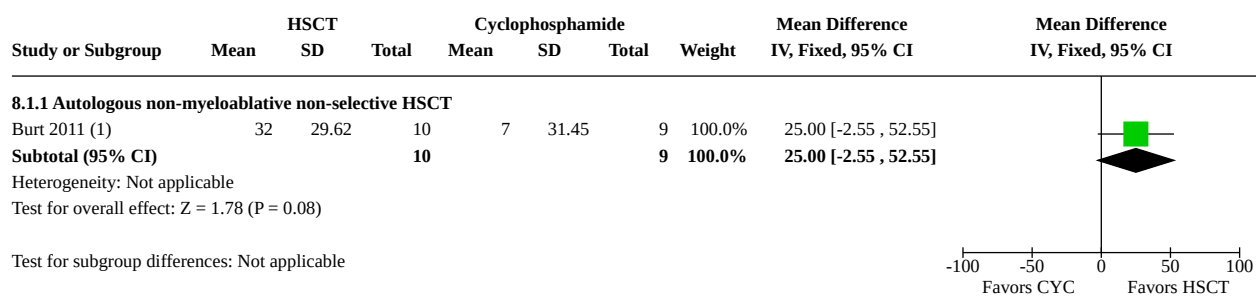 HSCT Cyclophosphamide Mean Difference Mean Difference
Study or Subgroup Mean SD Total Mean SD Total Weight IV, Fixed, 95% CI IV, Fixed, 95% CI
8.1.1 Autologous non-myeloablative non-selective HSCT
Burt 2011 (1) 32 29.62 10 7 31.45 9 100.0% 25.00 [-2.55 , 52.55]
Subtotal (95% CI) 10 9 100.0% 25.00 [-2.55 , 52.55]
Heterogeneity: Not applicable
Test for overall effect: Z = 1.78 (P = 0.08)
Test for subgroup differences: Not applicable
-100 -50 0 50 100
Favors CYC Favors HSCT